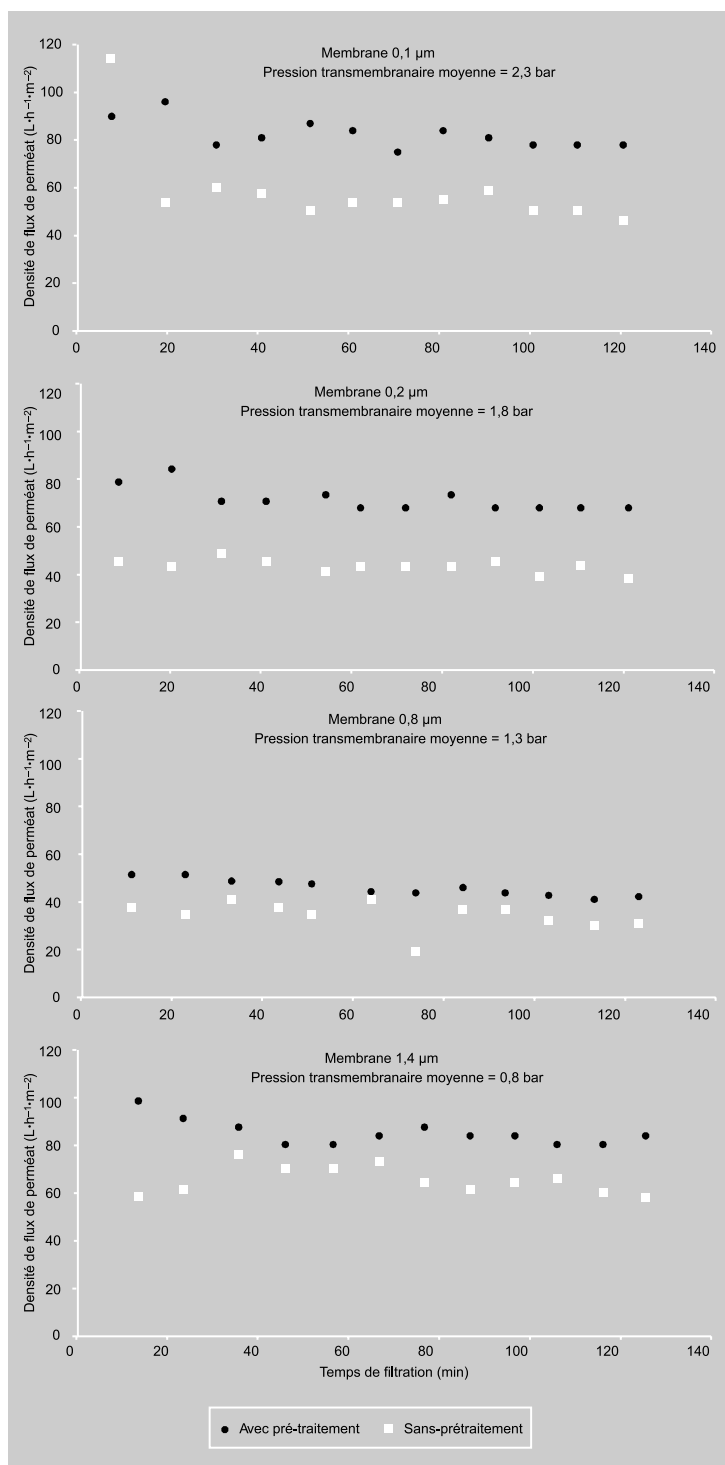 Membrane 0,1 µm
Pression transmembranaire moyenne = 2,3 bar
Densité de flux de perméat (L·h⁻¹·m⁻²)
120
100
80
60
40
20
0
0 20 40 60 80 100 120 140
Membrane 0,2 µm
Pression transmembranaire moyenne = 1,8 bar
Densité de flux de perméat (L·h⁻¹·m⁻²)
120
100
80
60
40
20
0
0 20 40 60 80 100 120 140
Membrane 0,8 µm
Pression transmembranaire moyenne = 1,3 bar
Densité de flux de perméat (L·h⁻¹·m⁻²)
120
100
80
60
40
20
0
0 20 40 60 80 100 120 140
Membrane 1,4 µm
Pression transmembranaire moyenne = 0,8 bar
Densité de flux de perméat (L·h⁻¹·m⁻²)
120
100
80
60
40
20
0
0 20 40 60 80 100 120 140
Temps de filtration (min)
Avec pré-traitement Sans-prétraitement